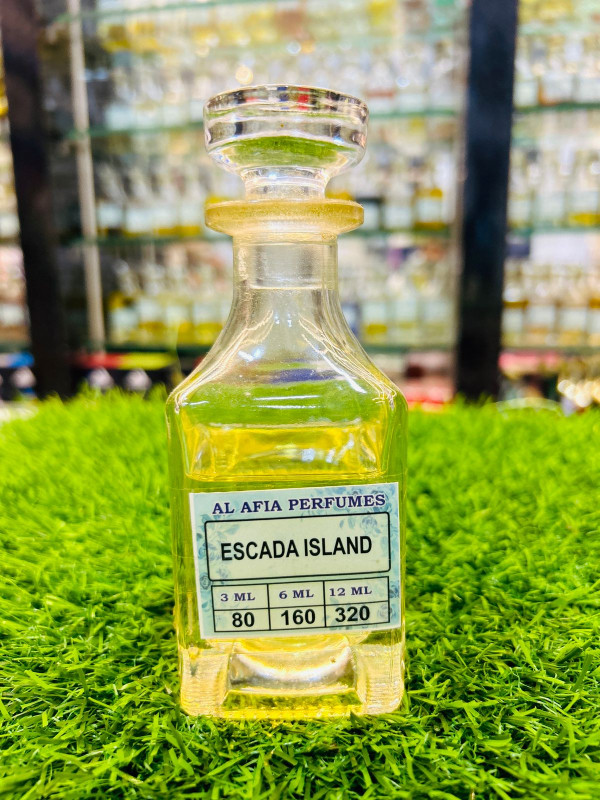 AL AFIA PERFUMES
ESCADA ISLAND
3 ML 6 ML 12 ML
80 160 320